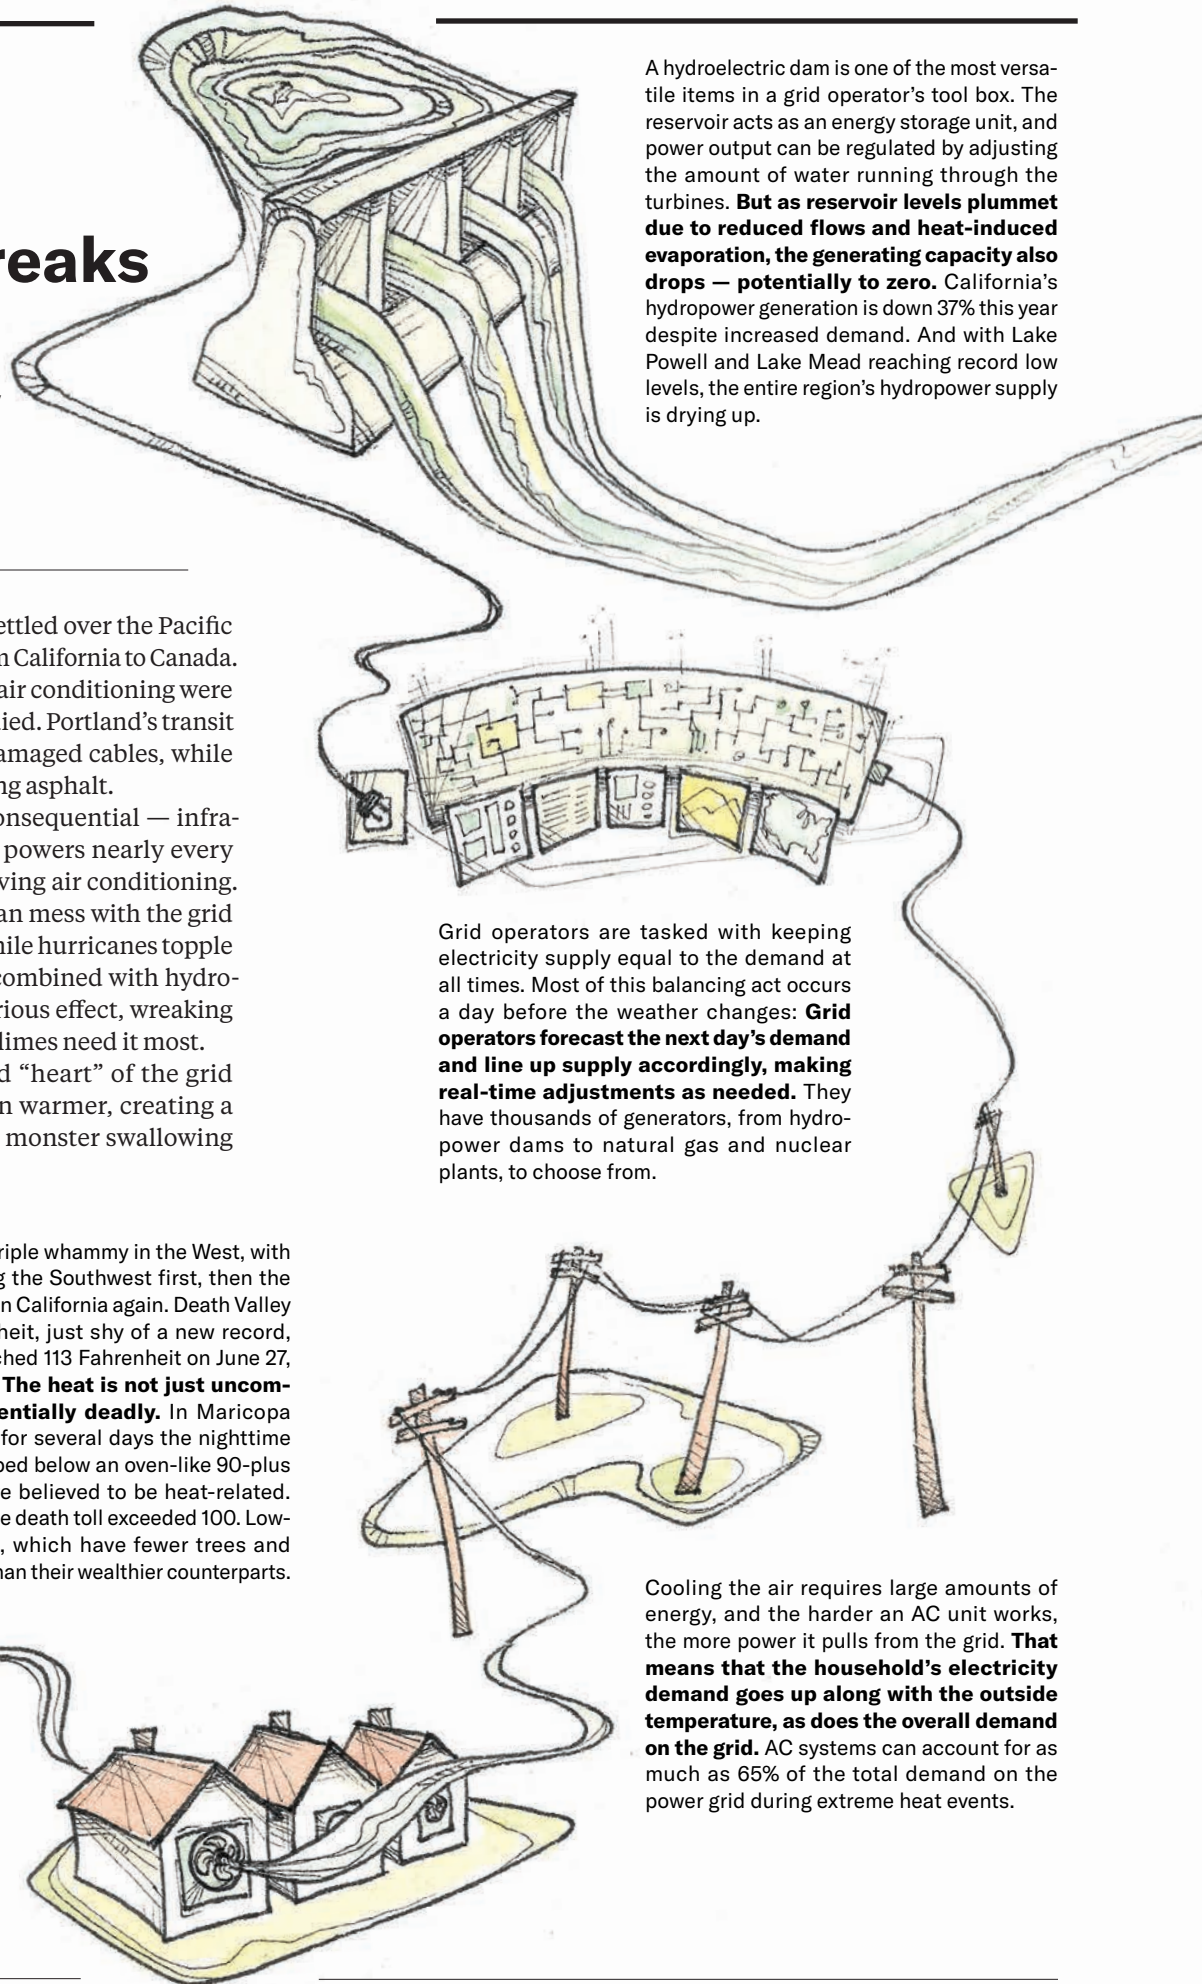 A hydroelectric dam is one of the most versa-
tile items in a grid operator’s tool box. The
reservoir acts as an energy storage unit, and
power output can be regulated by adjusting
the amount of water running through the
turbines. But as reservoir levels plummet
due to reduced flows and heat-induced
evaporation, the generating capacity also
drops — potentially to zero. California’s
hydropower generation is down 37% this year
despite increased demand. And with Lake
Powell and Lake Mead reaching record low
levels, the entire region’s hydropower supply
is drying up.
reaks
ettled over the Pacific
n California to Canada.
air conditioning were
ied. Portland’s transit
amaged cables, while
ng asphalt.
onsequential — infra-
powers nearly every
ving air conditioning.
an mess with the grid
hile hurricanes topple
combined with hydro-
rious effect, wreaking
limes need it most.
d “heart” of the grid
n warmer, creating a
monster swallowing
Grid operators are tasked with keeping
electricity supply equal to the demand at
all times. Most of this balancing act occurs
a day before the weather changes: Grid
operators forecast the next day’s demand
and line up supply accordingly, making
real-time adjustments as needed. They
have thousands of generators, from hydro-
power dams to natural gas and nuclear
plants, to choose from.
riple whammy in the West, with
g the Southwest first, then the
n California again. Death Valley
heit, just shy of a new record,
ched 113 Fahrenheit on June 27,
The heat is not just uncom-
entially deadly. In Maricopa
for several days the nighttime
ped below an oven-like 90-plus
e believed to be heat-related.
e death toll exceeded 100. Low-
, which have fewer trees and
han their wealthier counterparts.
Cooling the air requires large amounts of
energy, and the harder an AC unit works,
the more power it pulls from the grid. That
means that the household’s electricity
demand goes up along with the outside
temperature, as does the overall demand
on the grid. AC systems can account for as
much as 65% of the total demand on the
power grid during extreme heat events.